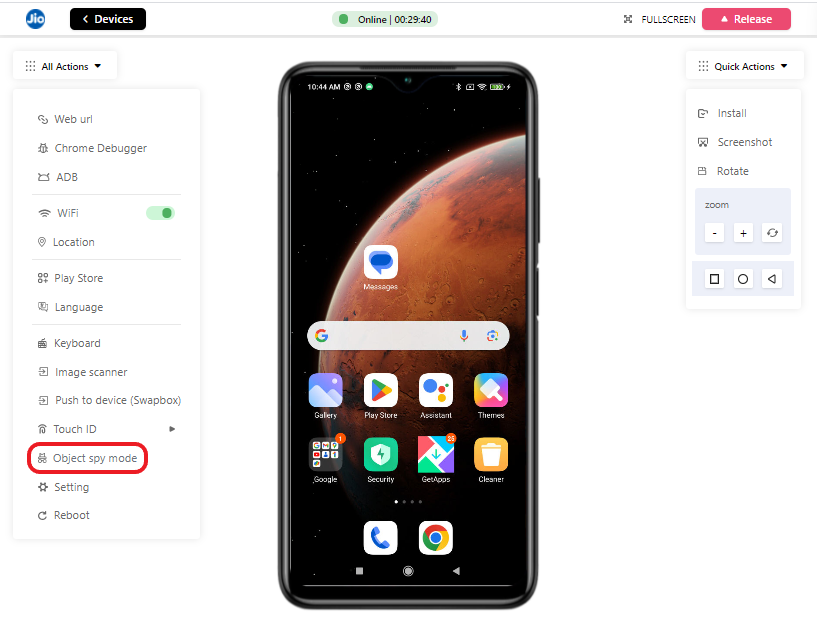 Jio
Devices
Online | 00:29:40
FULLSCREEN
Release
All Actions
Quick Actions
Web url
Chrome Debugger
ADB
WiFi
Location
Play Store
Language
Keyboard
Image scanner
Push to device (Swapbox)
Touch ID
Object spy mode
Setting
Reboot
10:44 AM
100
Messages
Gallery
Play Store
Assistant
Themes
1
26
Google
Security
GetApps
Cleaner
Install
Screenshot
Rotate
zoom
- +